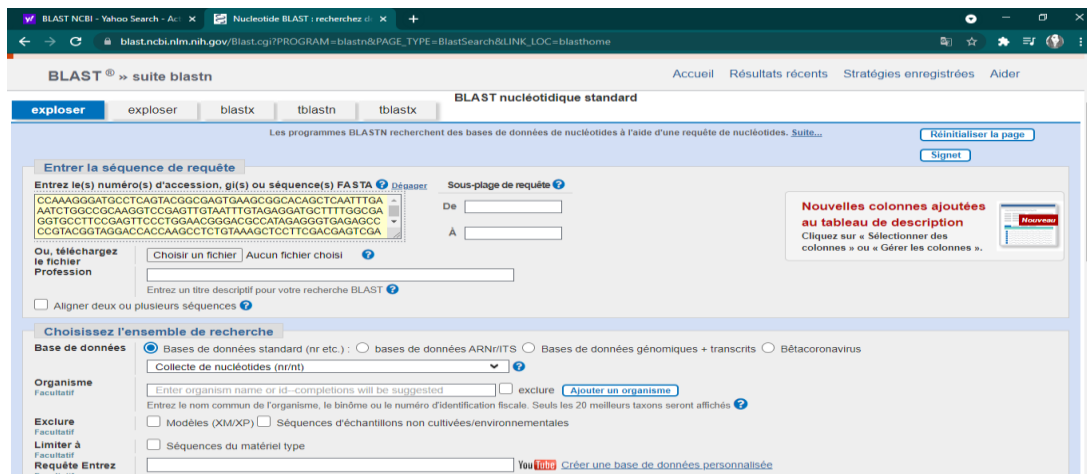 BLAST NCBI - Yahoo Search - Act
Nucleotide BLAST : recherchez d
blast.ncbi.nlm.nih.gov/Blast.cgi?PROGRAM=blastn&PAGE_TYPE=BlastSearch&LINK_LOC=blasthome
BLAST ® » suite blastn
Accueil Résultats récents Stratégies enregistrées Aider
BLAST nucléotidique standard
exploser exploser blastx tblastn tblastx
Les programmes BLASTN recherchent des bases de données de nucléotides à l'aide d'une requête de nucléotides. Suite...
Réinitialiser la page
Signet
Entrer la séquence de requête
Entrez le(s) numéro(s) d'accession, gi(s) ou séquence(s) FASTA Dégager Sous-plage de requête
CCAAAGGGATGCCTCAGTACGGCGAGTGAAGCGGCACAGCTCAATTTGA
AATCTGGCCGCAAGGTCCGAGTTGTAATTTGTAGAGGATGCTTTTGGCGA
GGTGCCTTCCGAGTTCCCTGGAACGGGACGCCATAGAGGGTGAGAGCC
CCGTACGGTAGGACCACCAAGCCTCTGTAAAGCTCCTTCGACGAGTCGA
De
À
Nouvelles colonnes ajoutées
au tableau de description
Cliquez sur « Sélectionner des
colonnes » ou « Gérer les colonnes ».
Nouveau
Ou, téléchargez
le fichier
Choisir un fichier Aucun fichier choisi
Profession
Entrez un titre descriptif pour votre recherche BLAST
Aligner deux ou plusieurs séquences
Choisissez l'ensemble de recherche
Base de données Bases de données standard (nr etc.) : bases de données ARNr/ITS Bases de données génomiques + transcrits Bêtacoronavirus
Collecte de nucléotides (nr/nt)
Organisme
Facultatif
Enter organism name or id--completions will be suggested exclure Ajouter un organisme
Entrez le nom commun de l'organisme, le binôme ou le numéro d'identification fiscale. Seuls les 20 meilleurs taxons seront affichés
Exclure
Facultatif
Modèles (XM/XP) Séquences d'échantillons non cultivées/environnementales
Limiter à
Facultatif
Séquences du matériel type
Requête Entrez
YouTube Créer une base de données personnalisée